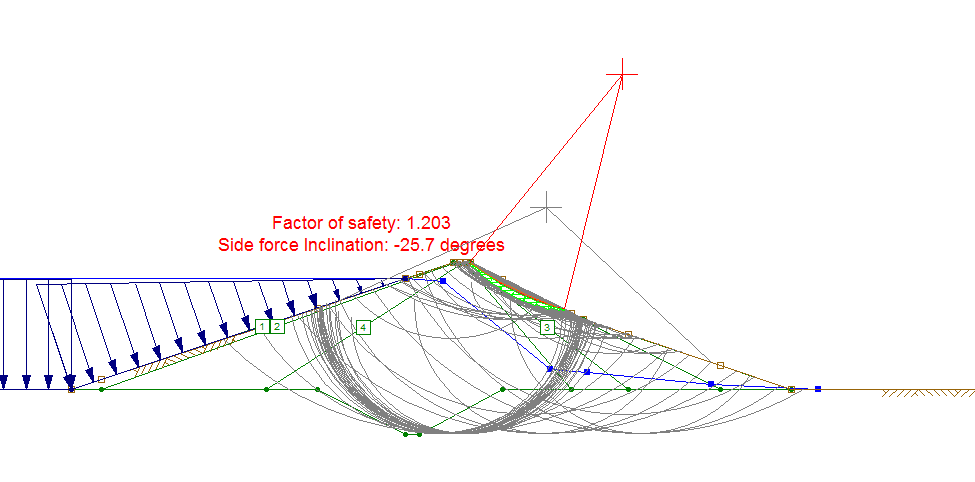 Factor of safety: 1.203
Side force Inclination: -25.7 degrees
1 2 4 3